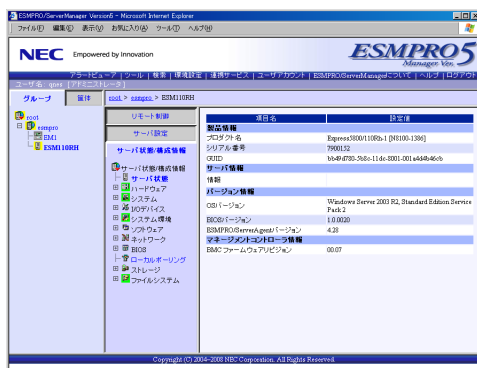 ESMPRO/ServerManager Version5 - Microsoft Internet Explorer
ファイル(F) 編集(E) 表示(V) お気に入り(A) ツール(T) ヘルプ(H)
NEC Empowered by Innovation
ESMPRO5
Manager Ver.
アラートビューア | ツール | 検索 | 環境設定 | 連携サービス | ユーザアカウント | ESMPRO/ServerManagerについて | ヘルプ | ログアウト
グループ
筐体
root > esmpro > ESM110RH
root
esmpro
EM1
ESM110RH
リモート制御
サーバ設定
サーバ状態/構成情報
サーバ状態/構成情報
サーバ状態
ハードウェア
システム
I/Oデバイス
システム環境
ソフトウェア
ネットワーク
BIOS
ローカルポーリング
ストレージ
ファイルシステム
項目名 設定値
製品情報
プロダクト名 Express5800/110Rh-1 [N8100-1386]
シリアル番号 7900152
GUID bb49d780-5b8c-11dc-8001-001a4d4b46cb
サーバ情報
情報
バージョン情報
OSバージョン Windows Server 2003 R2, Standard Edition Service Pack 2
BIOSバージョン 1.0.0020
ESMPRO/ServerAgentバージョン 4.28
マネージメントコントローラ情報
BMC ファームウェアリビジョン 00.07
Copyright (C) 2004-2008 NEC Corporation. All Rights Reserved.